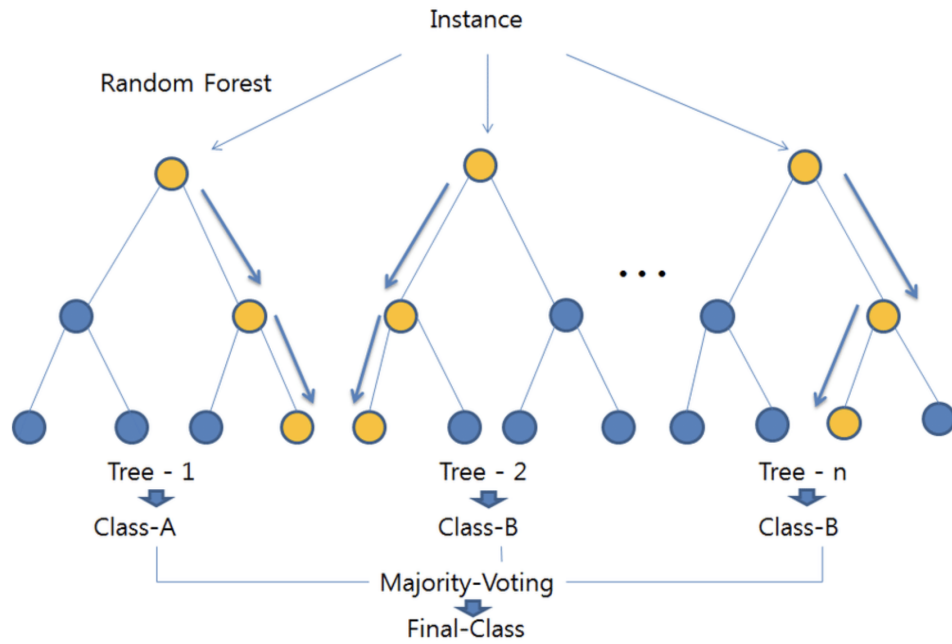 Instance
Random Forest
...
Tree - 1
Tree - 2
Tree - n
Class-A
Class-B
Class-B
Majority-Voting
Final-Class